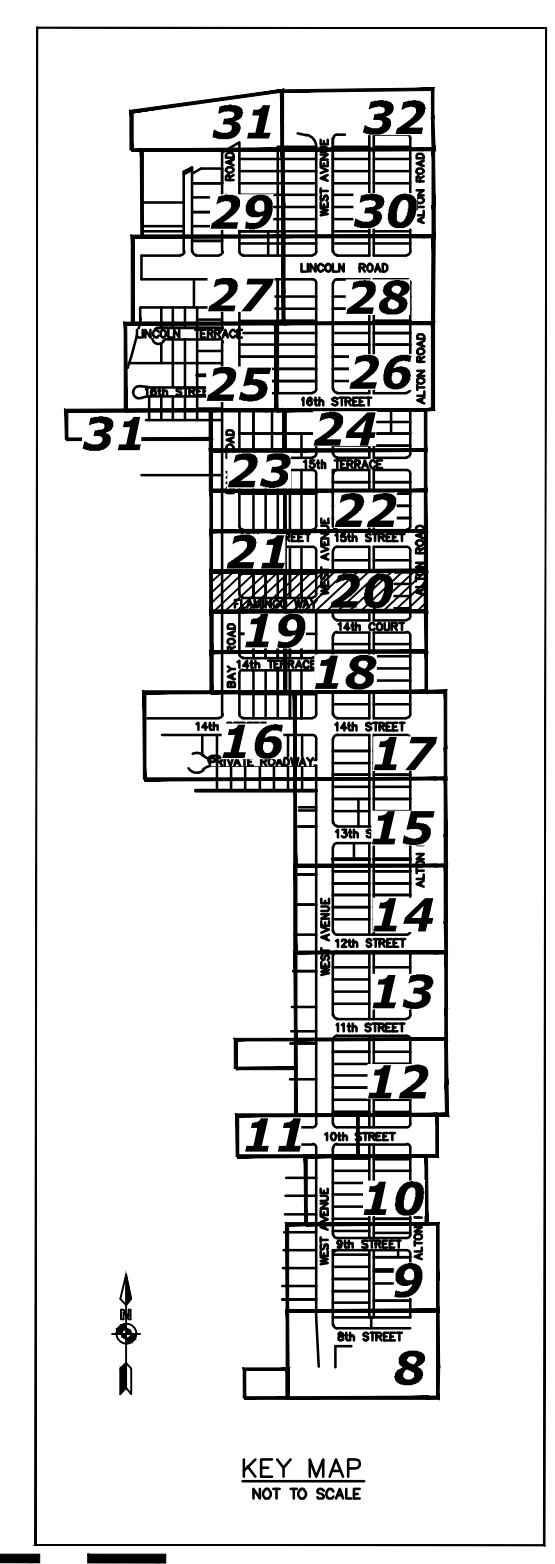 31
32
ROAD
WEST AVENUE
ALTON ROAD
29
30
LINCOLN ROAD
27
28
LINCOLN TERRACE
25
26
ALTON ROAD
16th STREET
31
24
23
15th TERRACE
22
WEST AVENUE
15th STREET
21
ALTON ROAD
20
FLAMINGO WAY
19
14th COURT
BAY ROAD
14th TERRACE
18
14th
14th STREET
16
17
PRIVATE ROADWAY
15
13th S
ALTON
14
WEST AVENUE
12th STREET
13
11th STREET
12
11
10th STREET
10
WEST AVENUE
ALTON
9th STREET
9
8th STREET
8
N
KEY MAP
NOT TO SCALE